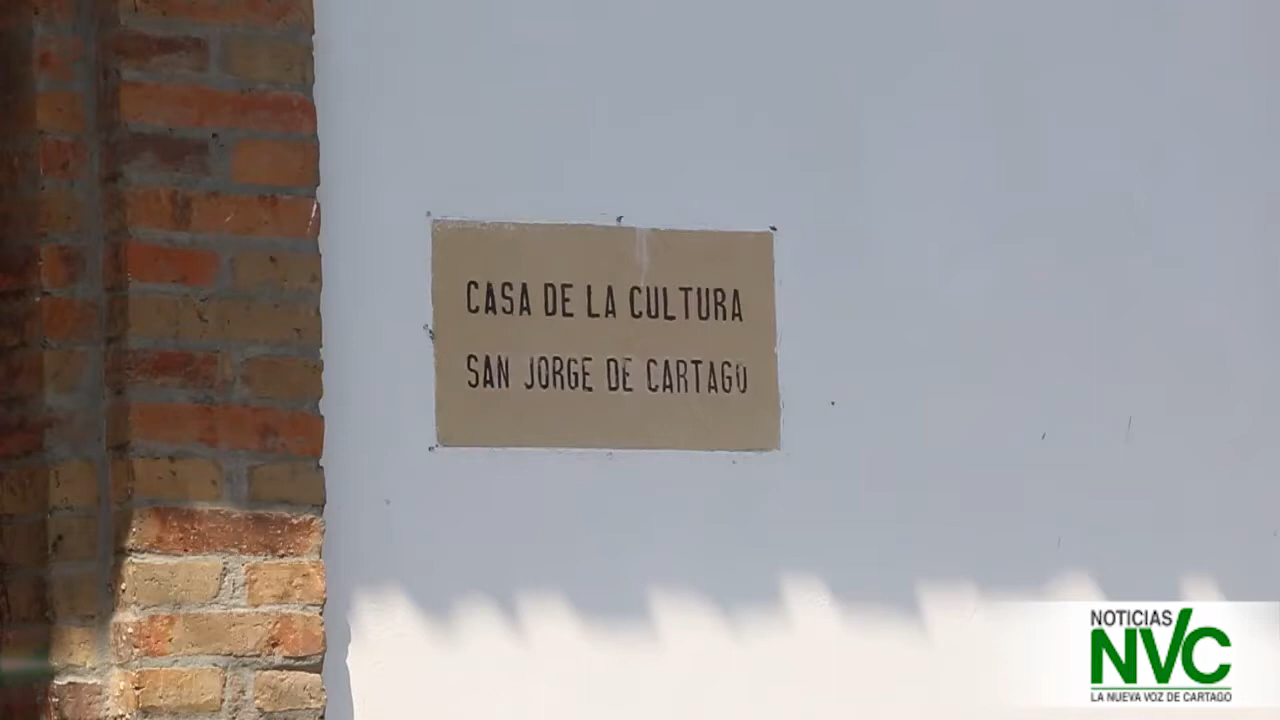 CASA DE LA CULTURA
SAN JORGE DE CARTAGO
NOTICIAS
NVC
LA NUEVA VOZ DE CARTAGO